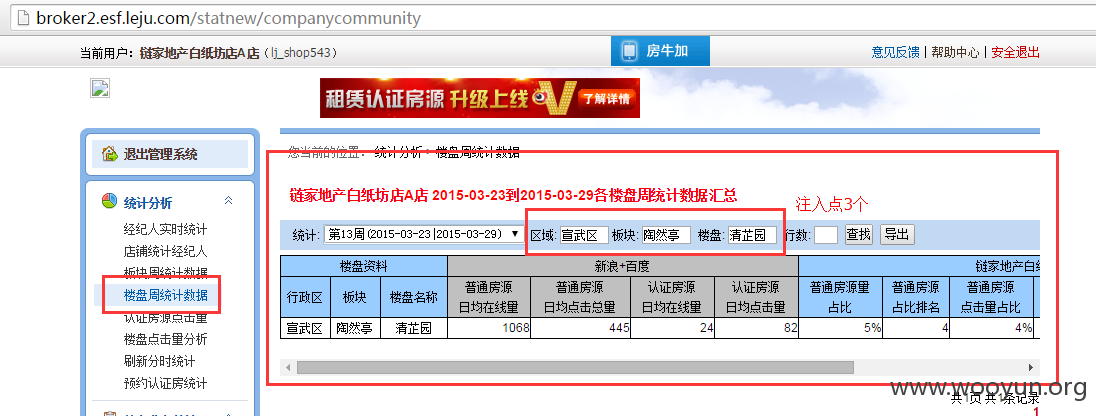 broker2.esf.leju.com/statnew/companycommunity
当前用户：链家地产白纸坊店A店（lj_shop543）
房牛加
意见反馈 | 帮助中心 | 安全退出
租赁认证房源 升级上线 V 了解详情
退出管理系统
统计分析
经纪人实时统计
店铺统计经纪人
板块周统计数据
楼盘周统计数据
认证房源点击量
楼盘点击量分析
刷新分时统计
预约认证房统计
您当前的位置： 统计分析> 楼盘周统计数据
链家地产白纸坊店A店 2015-03-23到2015-03-29各楼盘周统计数据汇总
注入点3个
统计: 第13周(2015-03-23|2015-03-29) 区域: 宣武区 板块: 陶然亭 楼盘: 清芷园 行数: 查找 导出
楼盘资料 新浪+百度 链家地产白
行政区 板块 楼盘名称 普通房源日均在线量 普通房源日均点击总量 认证房源日均在线量 认证房源日均点击量 普通房源量占比 普通房源占比排名 普通房源点击量占比
宣武区 陶然亭 清芷园 1068 445 24 82 5% 4 4%
www.wooyun.org
共1页 共1条记录
1